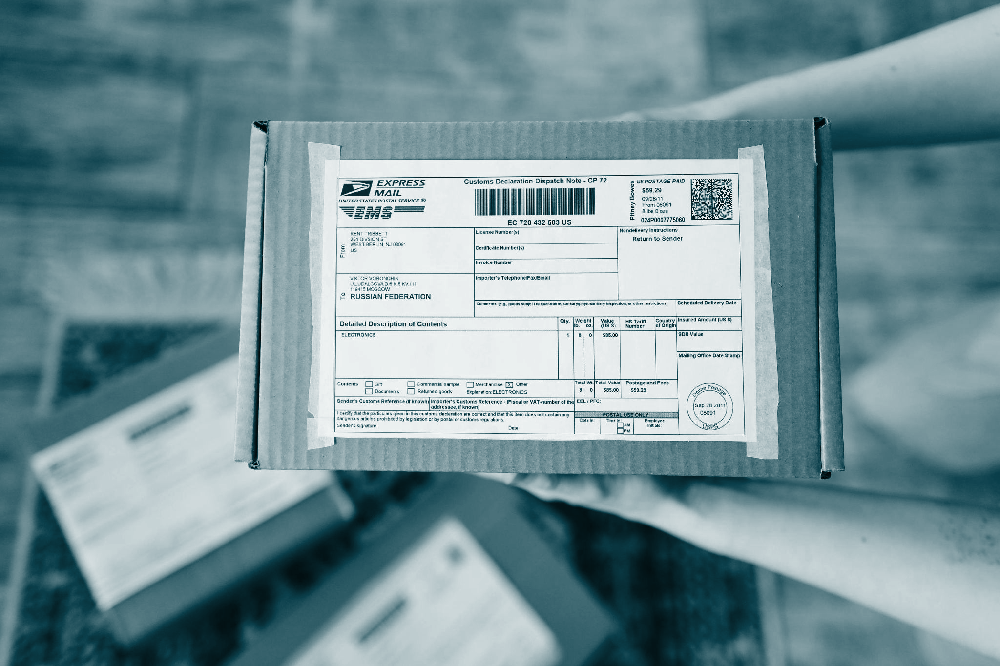 EXPRESS
MAIL
UNITED STATES POSTAL SERVICE ®
EMS
Customs Declaration Dispatch Note - CP 72
EC 720 432 503 US
Pitney Bowes
US POSTAGE PAID
$59.29
09/28/11
From 08091
8 lbs 0 ozs
024P0007775060
From
KENT TRIBBETT
251 DIVSION ST
WEST BERLIN, NJ 08091
US
License Number(s)
Certificate Number(s)
Invoice Number
Importer's Telephone/Fax/Email
Nondelivery Instructions
Return to Sender
To
VIKTOR VORONCHIN
UL.UDALCOVA D.6 K.5 KV.111
119415 MOSCOW
RUSSIAN FEDERATION
Comments (e.g., goods subject to quarantine, sanitary/phytosanitary inspection, or other restrictions)
Scheduled Delivery Date
Detailed Description of Contents
Qty.
Weight
lb. oz.
Value
(US $)
HS Tariff
Number
Country
of Origin
Insured Amount (US $)
ELECTRONICS
1
8 0
$85.00
SDR Value
Mailing Office Date Stamp
Contents
Gift
Commercial sample
Merchandise
X Other
Documents
Returned goods
Explanation:ELECTRONICS
Total Wt.
8 0
Total Value
$85.00
Postage and Fees
$59.29
Sender's Customs Reference (if known)
Importer's Customs Reference - (Fiscal or VAT-number of the
addressee, if known)
EEL / PFC:
I certify that the particulars given in this customs declaration are correct and that this item does not contain any
dangerous articles prohibited by legislation or by postal or customs regulations.
Sender's signature
Date
POSTAL USE ONLY
Date In:
Time In:
AM
PM
Employee
Initials:
Online Postage
Sep 28 2011
08091
USPS